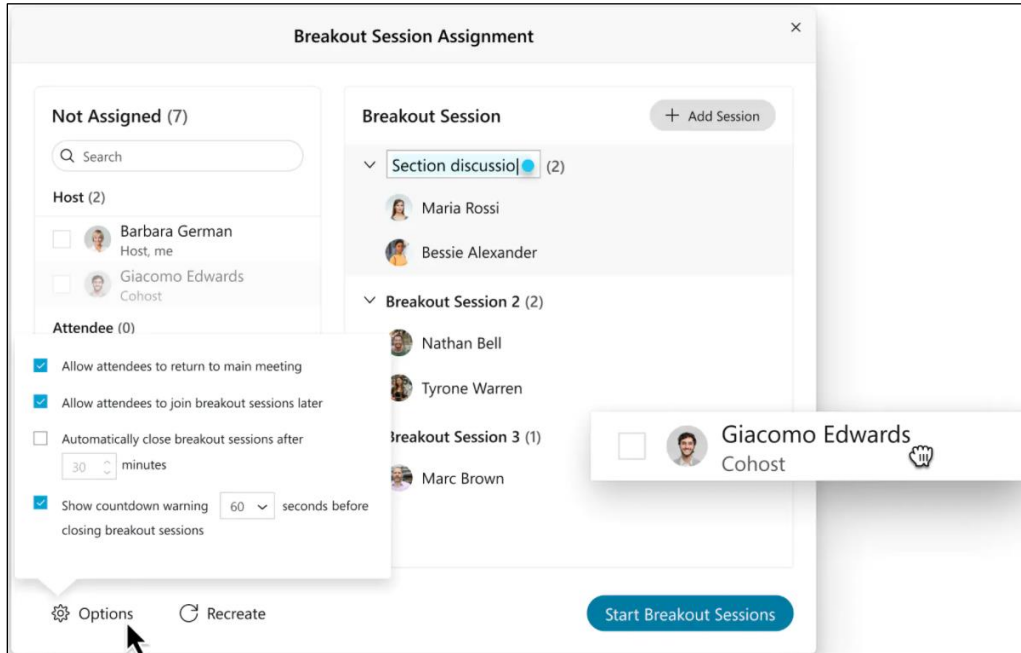 Breakout Session Assignment
Not Assigned (7)
Search
Host (2)
Barbara German
Host, me
Giacomo Edwards
Cohost
Attendee (0)
Allow attendees to return to main meeting
Allow attendees to join breakout sessions later
Automatically close breakout sessions after
30 minutes
Show countdown warning 60 seconds before
closing breakout sessions
Options
Recreate
Breakout Session
+ Add Session
Section discussio (2)
Maria Rossi
Bessie Alexander
Breakout Session 2 (2)
Nathan Bell
Tyrone Warren
Breakout Session 3 (1)
Marc Brown
Giacomo Edwards
Cohost
Start Breakout Sessions